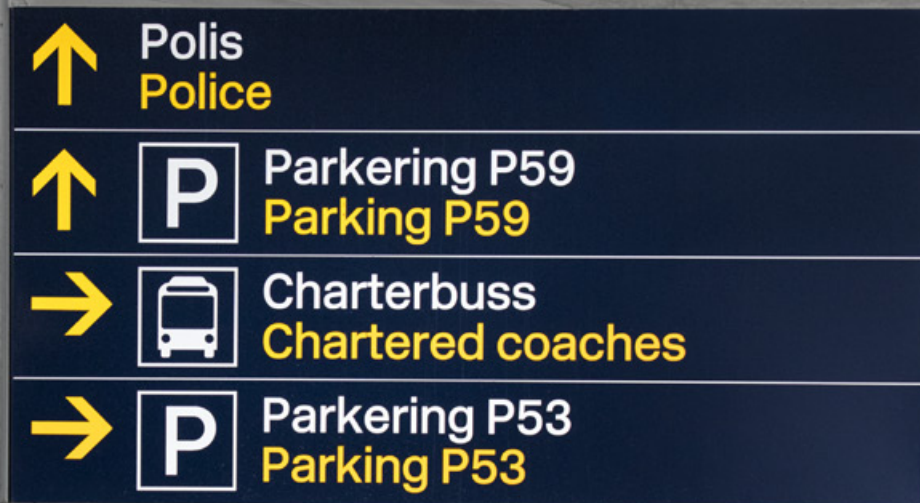 Polis
Police
P
Parkering P59
Parking P59
Charterbuss
Chartered coaches
P
Parkering P53
Parking P53